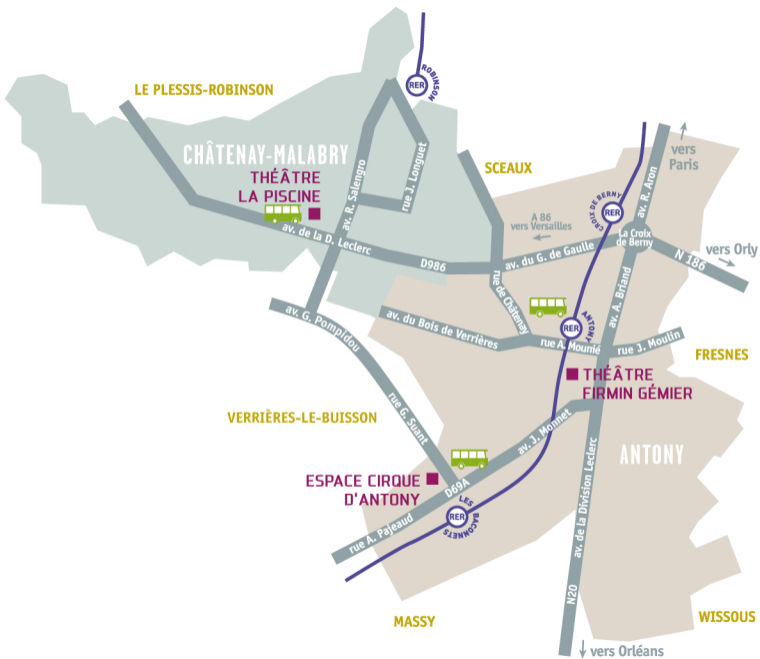 LE PLESSIS-ROBINSON
RER
ROBINSON
CHÂTENAY-MALABRY
THÉÂTRE
LA PISCINE
av. R. Salengro
rue J. Longuet
SCEAUX
vers
Paris
av. R. Aron
A 86
vers Versailles
CROIX DE BERNY
RER
La Croix
de Berny
vers Orly
N 186
av. de la D. Leclerc
D986
av. du G. de Gaulle
rue de Châtenay
av. A. Briand
av. G. Pompidou
av. du Bois de Verrières
RER
ANTONY
rue A. Mounié
rue J. Moulin
FRESNES
THÉÂTRE
FIRMIN GÉMIER
VERRIÈRES-LE-BUISSON
rue G. Suant
av. J. Monnet
ANTONY
ESPACE CIRQUE
D'ANTONY
D69A
rue A. Pajeaud
LES
BACONNETS
RER
av. de la Division Leclerc
N20
MASSY
WISSOUS
vers Orléans